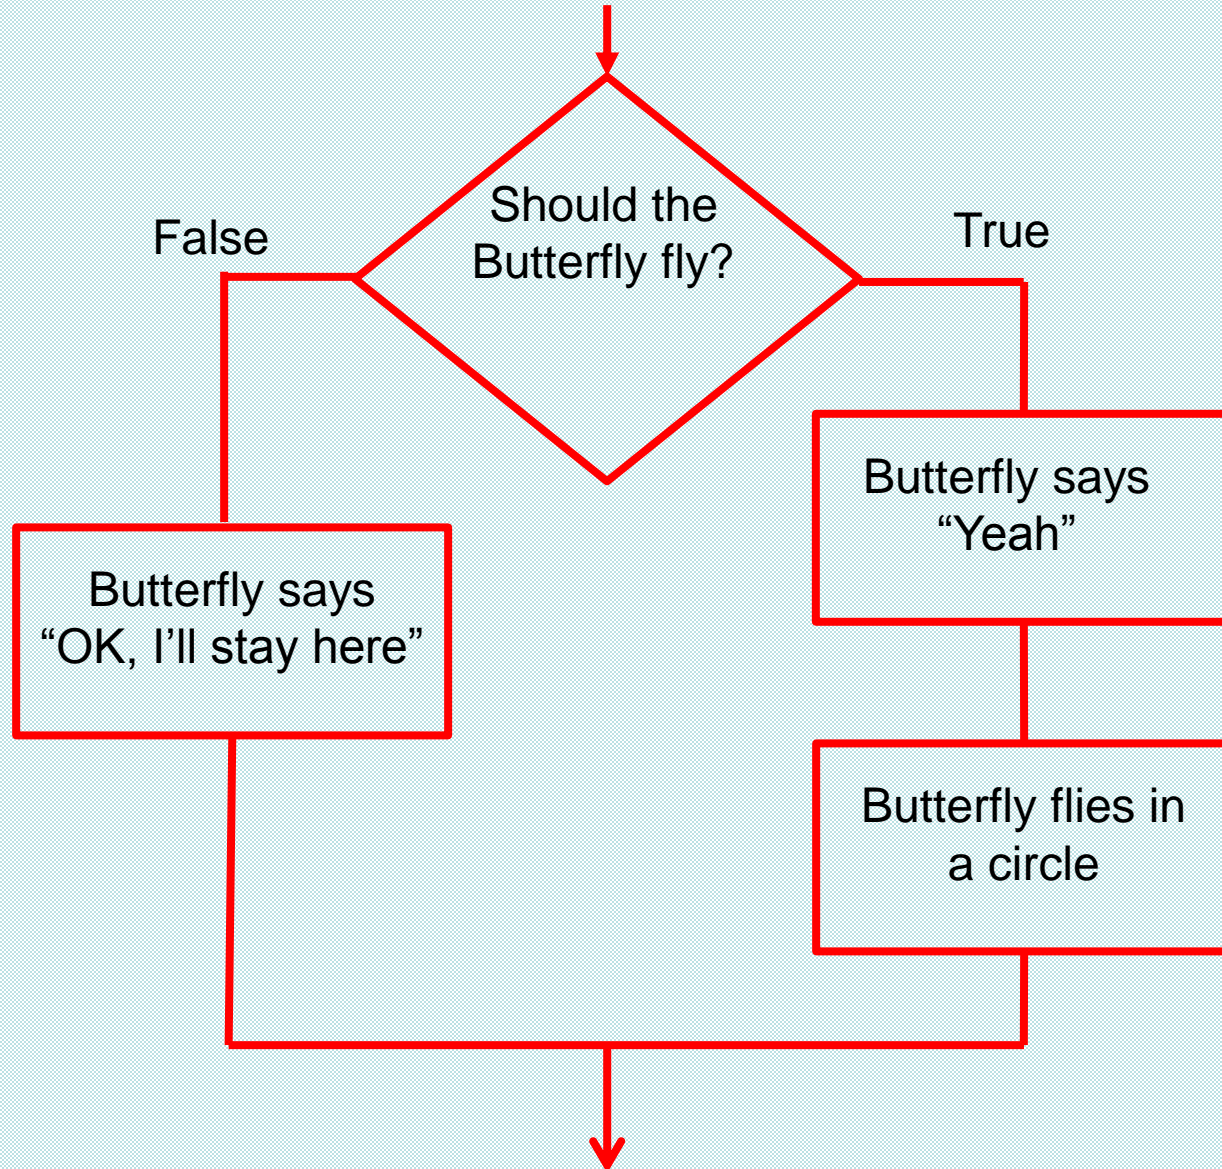 Should the
Butterfly fly?
False
True
Butterfly says
“Yeah”
Butterfly says
“OK, I’ll stay here”
Butterfly flies in
a circle